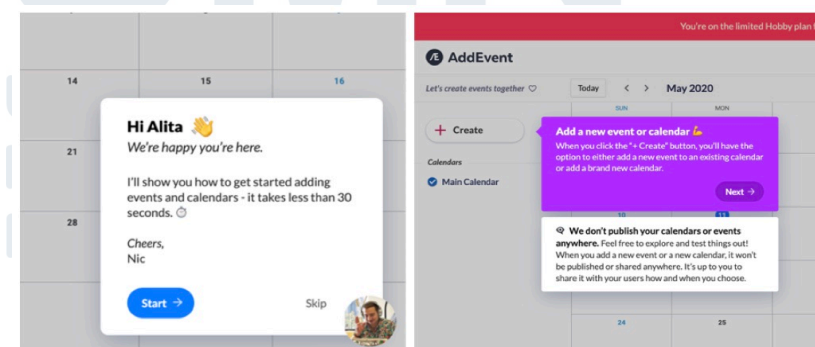 14 15 16
21
28
Hi Alita 👋
We're happy you're here.
I'll show you how to get started adding
events and calendars - it takes less than 30
seconds. ⏱
Cheers,
Nic
Start →
Skip
You're on the limited Hobby plan
AddEvent
Let's create events together ♡
Today < > May 2020
SUN MON
+ Create
Calendars
Main Calendar
Add a new event or calendar 💪
When you click the "+ Create" button, you'll have the
option to either add a new event to an existing calendar
or add a brand new calendar.
Next →
10 11
We don't publish your calendars or events
anywhere. Feel free to explore and test things out!
When you add a new event or a new calendar, it won't
be published or shared anywhere. It's up to you to
share it with your users how and when you choose.
24 25